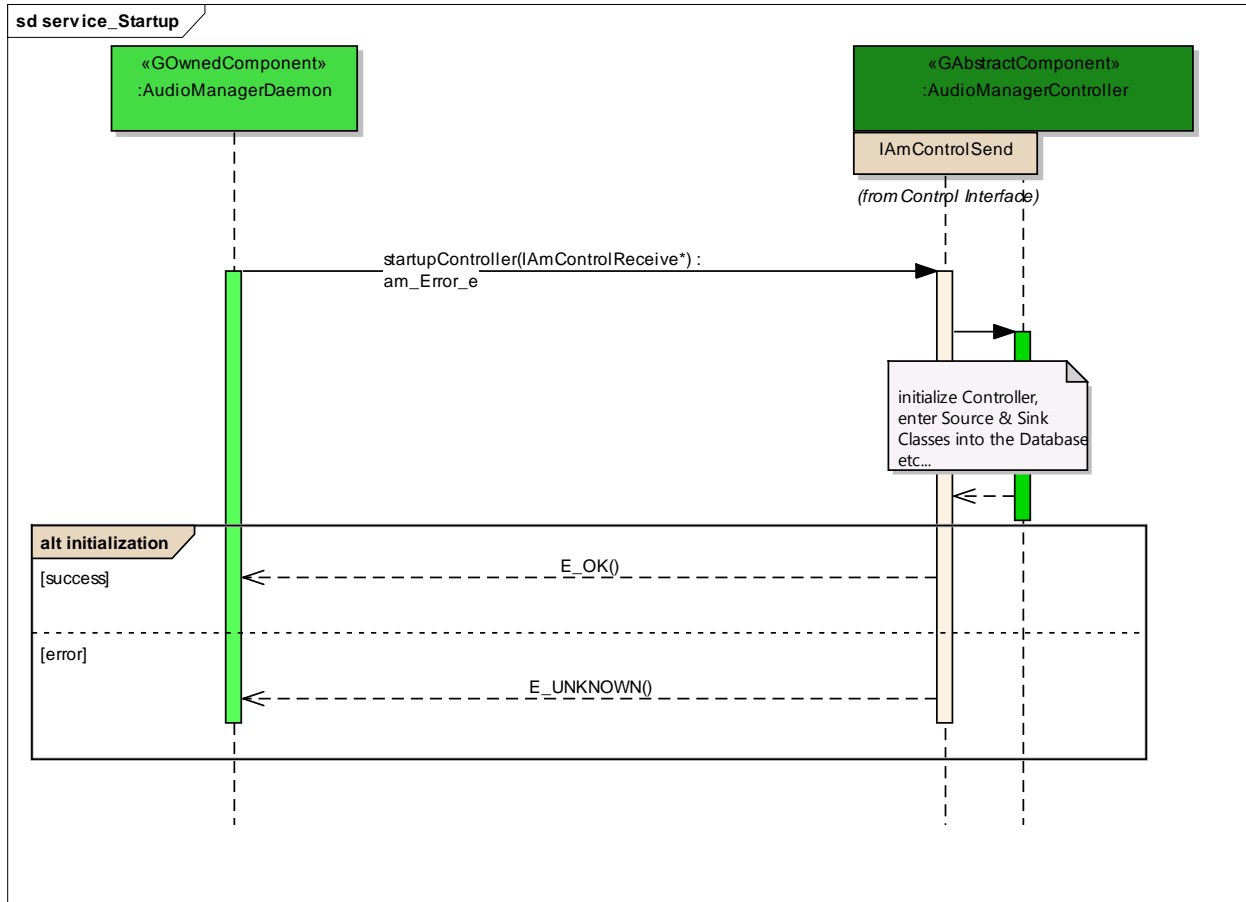 sd service_Startup
«GOwnedComponent»
:AudioManagerDaemon
«GAbstractComponent»
:AudioManagerController
IAmControlSend
(from Control Interface)
startupController(IAmControlReceive*) :
am_Error_e
initialize Controller,
enter Source & Sink
Classes into the Database
etc...
alt initialization
[success]
E_OK()
[error]
E_UNKNOWN()